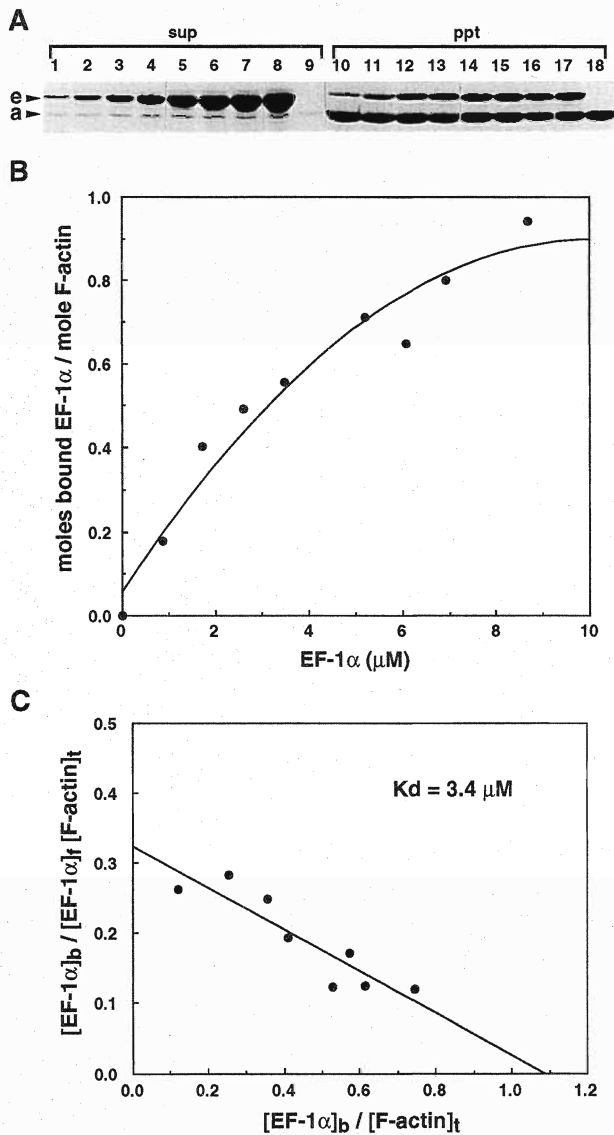 A
sup ppt
1 2 3 4 5 6 7 8 9 10 11 12 13 14 15 16 17 18
e
a
B
moles bound EF-1α / mole F-actin
1.0
0.8
0.6
0.4
0.2
0.0
0 2 4 6 8 10
EF-1α (μM)
C
[EF-1α]b / [EF-1α]f [F-actin]t
0.5
0.4
0.3
0.2
0.1
0.0
Kd = 3.4 μM
0.0 0.2 0.4 0.6 0.8 1.0 1.2
[EF-1α]b / [F-actin]t